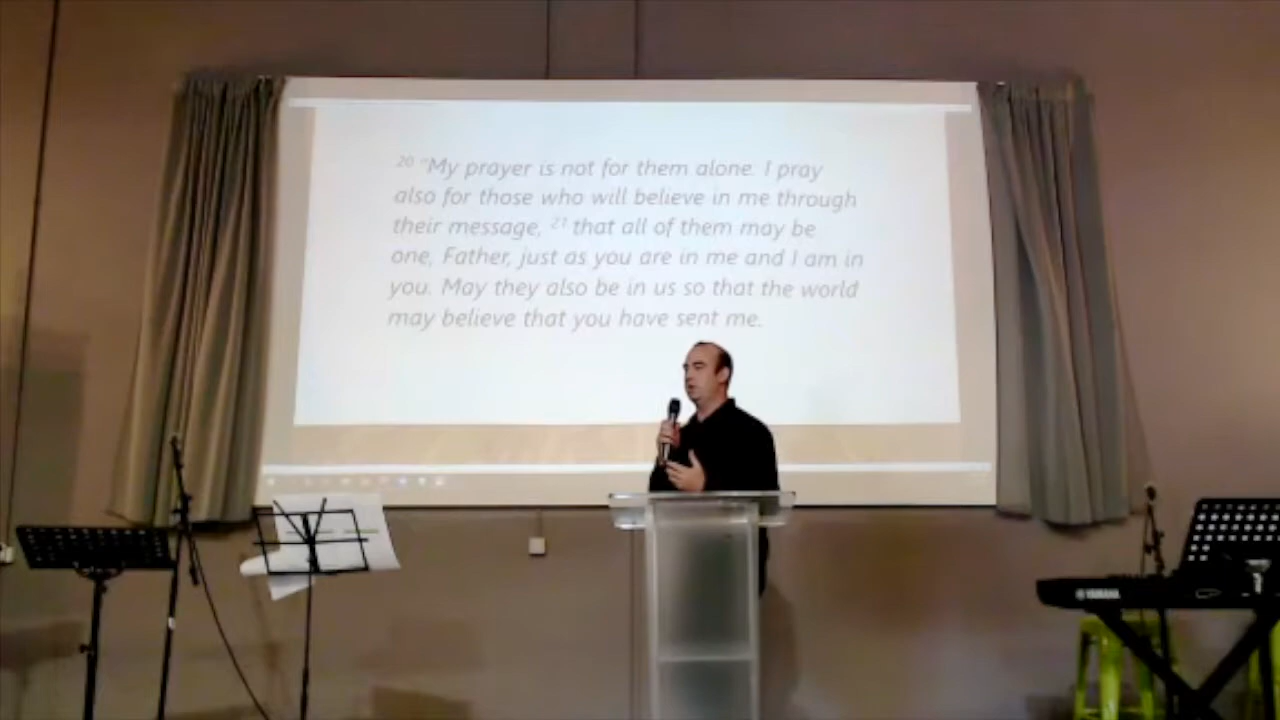 20 "My prayer is not for them alone. I pray
also for those who will believe in me through
their message, 21 that all of them may be
one, Father, just as you are in me and I am in
you. May they also be in us so that the world
may believe that you have sent me.
YAMAHA